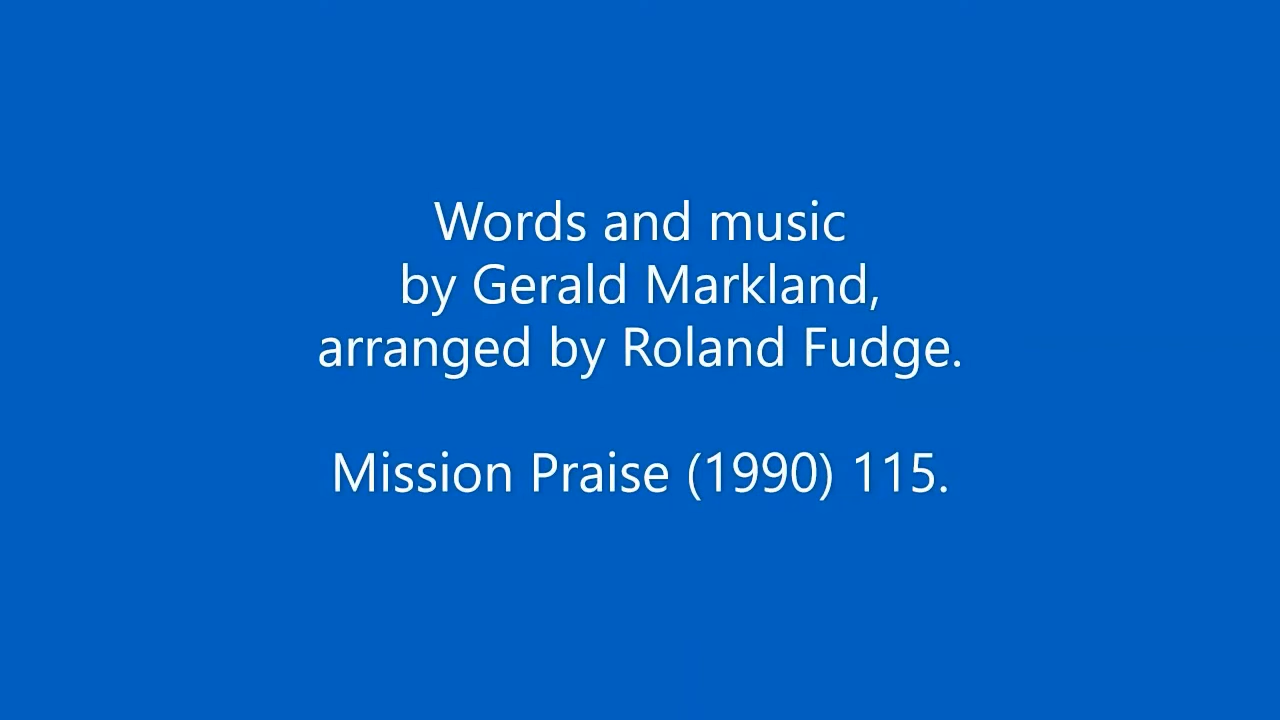 Words and music
by Gerald Markland,
arranged by Roland Fudge.
Mission Praise (1990) 115.